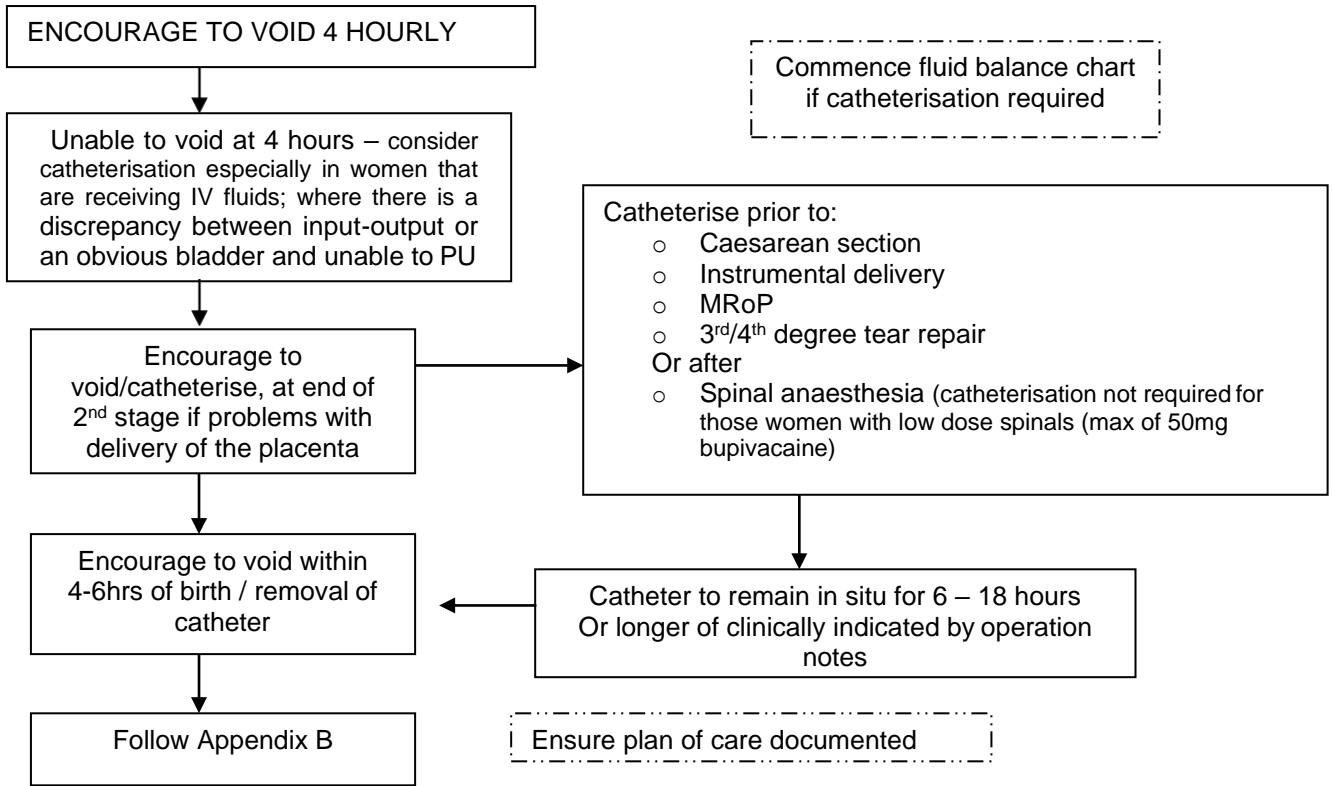 ENCOURAGE TO VOID 4 HOURLY
Commence fluid balance chart
if catheterisation required
Unable to void at 4 hours – consider
catheterisation especially in women that
are receiving IV fluids; where there is a
discrepancy between input-output or
an obvious bladder and unable to PU
Catheterise prior to:
o Caesarean section
o Instrumental delivery
o MRoP
o 3rd/4th degree tear repair
Or after
o Spinal anaesthesia (catheterisation not required for
those women with low dose spinals (max of 50mg
bupivacaine)
Encourage to
void/catheterise, at end of
2nd stage if problems with
delivery of the placenta
Encourage to void within
4-6hrs of birth / removal of
catheter
Catheter to remain in situ for 6 – 18 hours
Or longer of clinically indicated by operation
notes
Follow Appendix B
Ensure plan of care documented